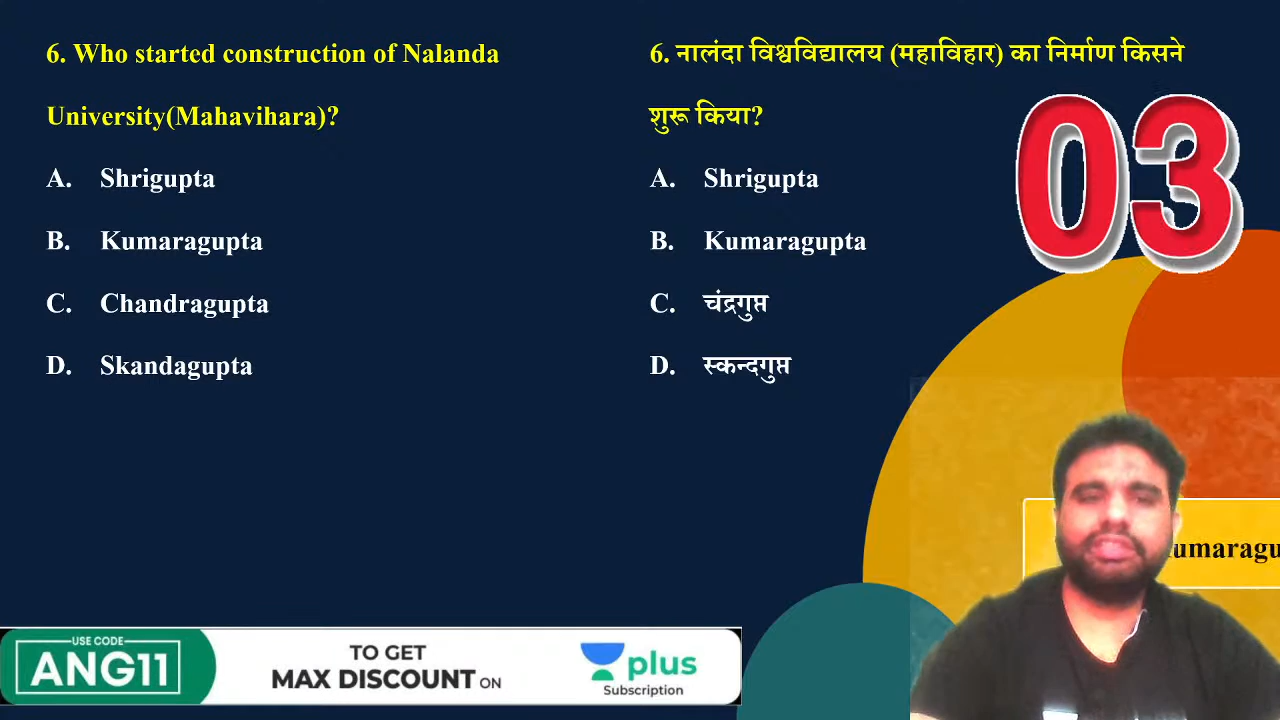 6. Who started construction of Nalanda
University(Mahavihara)?
A. Shrigupta
B. Kumaragupta
C. Chandragupta
D. Skandagupta
6. नालंदा विश्वविद्यालय (महाविहार) का निर्माण किसने
शुरू किया?
A. Shrigupta
B. Kumaragupta
C. चंद्रगुप्त
D. स्कन्दगुप्त
03
USE CODE
ANG11
TO GET
MAX DISCOUNT ON
plus
Subscription